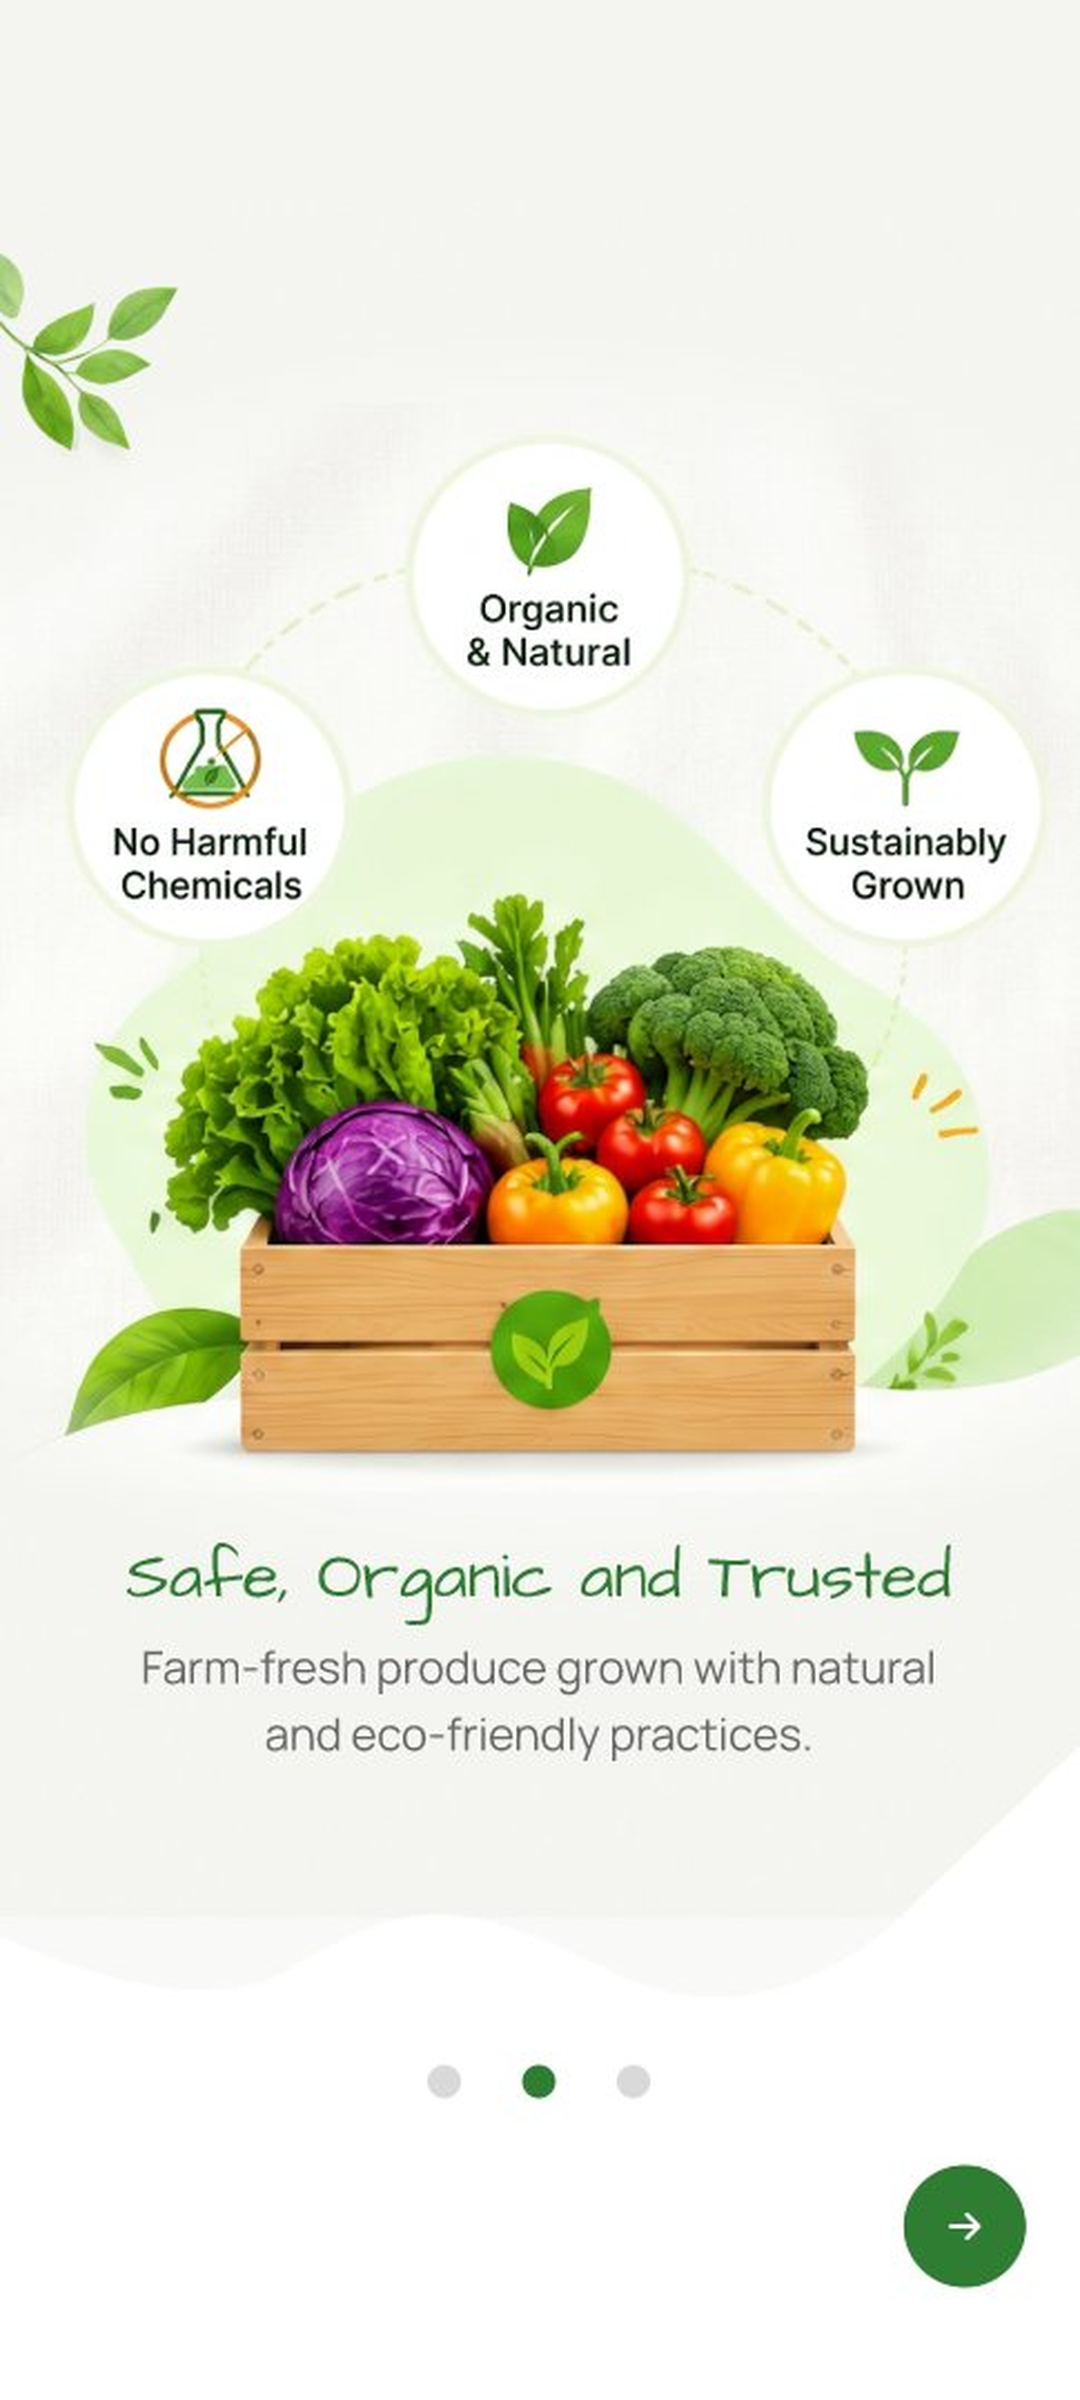 Organic
& Natural
No Harmful
Chemicals
Sustainably
Grown
Safe, Organic and Trusted
Farm-fresh produce grown with natural
and eco-friendly practices.